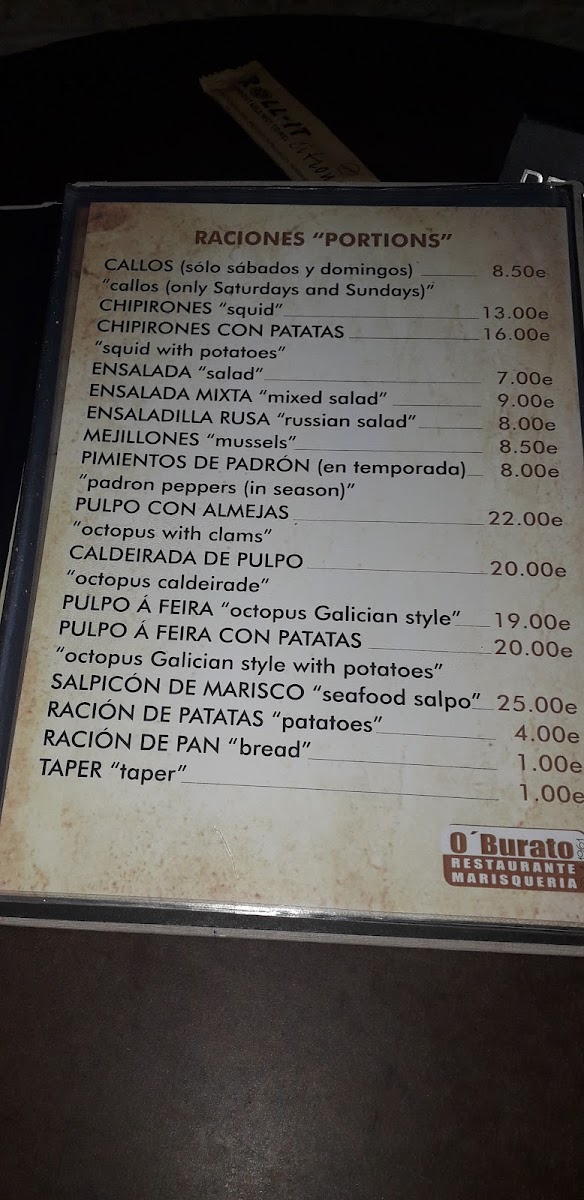 ROLL-IT
RACIONES “PORTIONS”
CALLOS (sólo sábados y domingos) 8.50e
“callos (only Saturdays and Sundays)”
CHIPIRONES “squid” 13.00e
CHIPIRONES CON PATATAS 16.00e
“squid with potatoes”
ENSALADA “salad” 7.00e
ENSALADA MIXTA “mixed salad” 9.00e
ENSALADILLA RUSA “russian salad” 8.00e
MEJILLONES “mussels” 8.50e
PIMIENTOS DE PADRÓN (en temporada) 8.00e
“padron peppers (in season)”
PULPO CON ALMEJAS 22.00e
“octopus with clams”
CALDEIRADA DE PULPO 20.00e
“octopus caldeirade”
PULPO Á FEIRA “octopus Galician style” 19.00e
PULPO Á FEIRA CON PATATAS 20.00e
“octopus Galician style with potatoes”
SALPICÓN DE MARISCO “seafood salpo” 25.00e
RACIÓN DE PATATAS “patatoes” 4.00e
RACIÓN DE PAN “bread” 1.00e
TAPER “taper” 1.00e
O´Burato
RESTAURANTE
MARISQUERIA